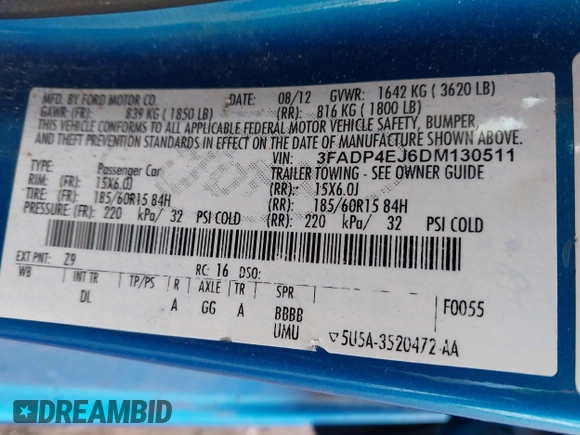 MFD. BY FORD MOTOR CO. DATE: 08/12 GVWR: 1642 KG ( 3620 LB)
GAWR: (FR): 839 KG ( 1850 LB) (RR): 816 KG ( 1800 LB)
THIS VEHICLE CONFORMS TO ALL APPLICABLE FEDERAL MOTOR VEHICLE SAFETY, BUMPER,
AND THEFT PREVENTION STANDARDS IN EFFECT ON THE DATE OF MANUFACTURE SHOWN ABOVE.
VIN: 3FADP4EJ6DM130511
TYPE: Passenger Car TRAILER TOWING - SEE OWNER GUIDE
RIM: (FR): 15X6.0J (RR): 15X6.0J
TIRE: (FR): 185/60R15 84H (RR): 185/60R15 84H
PRESSURE: (FR): 220 kPa/ 32 PSI COLD (RR): 220 kPa/ 32 PSI COLD
EXT PNT: Z9 RC: 16 DSO:
WB INT TR TP/PS R AXLE TR SPR
DL A GG A BBBB F0055
UMU 5U5A-3520472-AA
DREAMBID